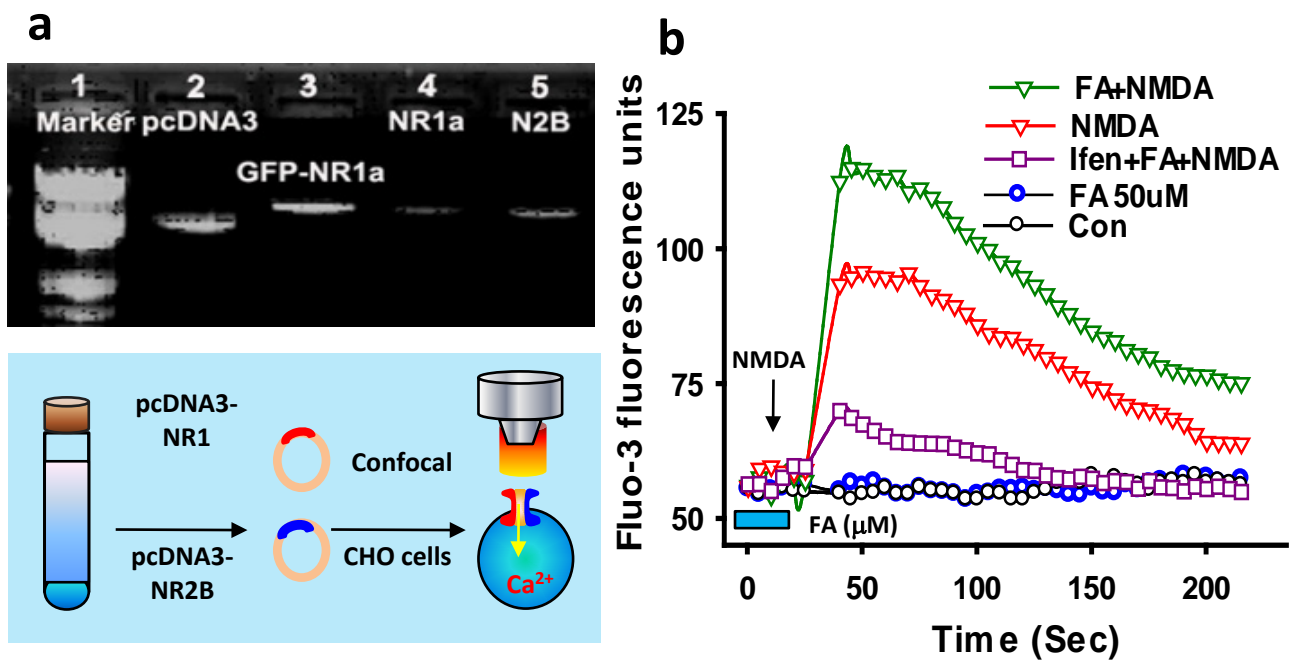 a
1 2 3 4 5
Marker pcDNA3 NR1a N2B
GFP-NR1a
pcDNA3-
NR1
Confocal
pcDNA3-
NR2B
CHO cells
Ca²⁺
b
Fluo-3 fluorescence units
125
100
75
50
FA+NMDA
NMDA
Ifen+FA+NMDA
FA50uM
Con
NMDA
FA (µM)
0 50 100 150 200
Time (Sec)